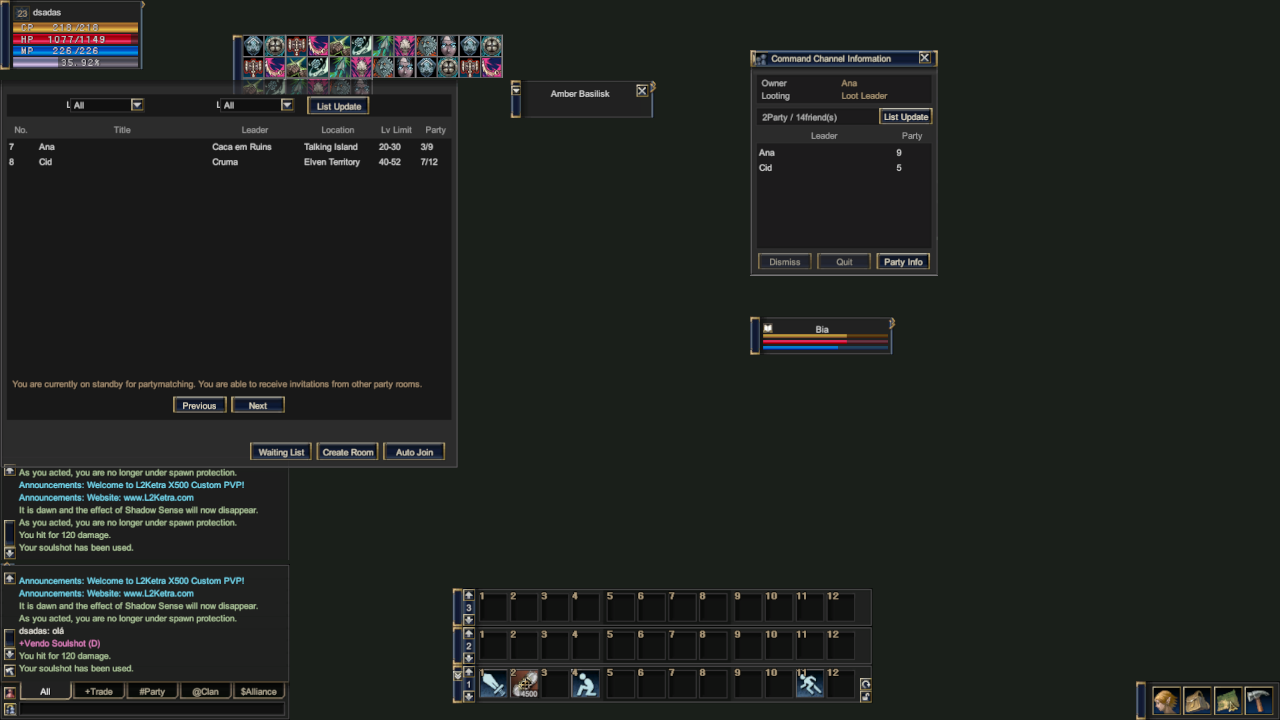 23 dsadas
CP 218/218
HP 1077/1149
MP 226/226
35.92%
Amber Basilisk
Command Channel Information
Owner Ana
Looting Loot Leader
2Party / 14friend(s) List Update
Leader Party
Ana 9
Cid 5
Dismiss Quit Party Info
Bia
L All L All List Update
No. Title Leader Location Lv Limit Party
7 Ana Caca em Ruins Talking Island 20-30 3/9
8 Cid Cruma Elven Territory 40-52 7/12
You are currently on standby for partymatching. You are able to receive invitations from other party rooms.
Previous Next
Waiting List Create Room Auto Join
As you acted, you are no longer under spawn protection.
Announcements: Welcome to L2Ketra X500 Custom PVP!
Announcements: Website: www.L2Ketra.com
It is dawn and the effect of Shadow Sense will now disappear.
As you acted, you are no longer under spawn protection.
You hit for 120 damage.
Your soulshot has been used.
Announcements: Welcome to L2Ketra X500 Custom PVP!
Announcements: Website: www.L2Ketra.com
It is dawn and the effect of Shadow Sense will now disappear.
As you acted, you are no longer under spawn protection.
dsadas: olá
+Vendo Soulshot (D)
You hit for 120 damage.
Your soulshot has been used.
All +Trade #Party @Clan $Alliance
3 1 2 3 4 5 6 7 8 9 10 11 12
2 1 2 3 4 5 6 7 8 9 10 11 12
1 1 2 3 4 5 6 7 8 9 10 11 12
4500